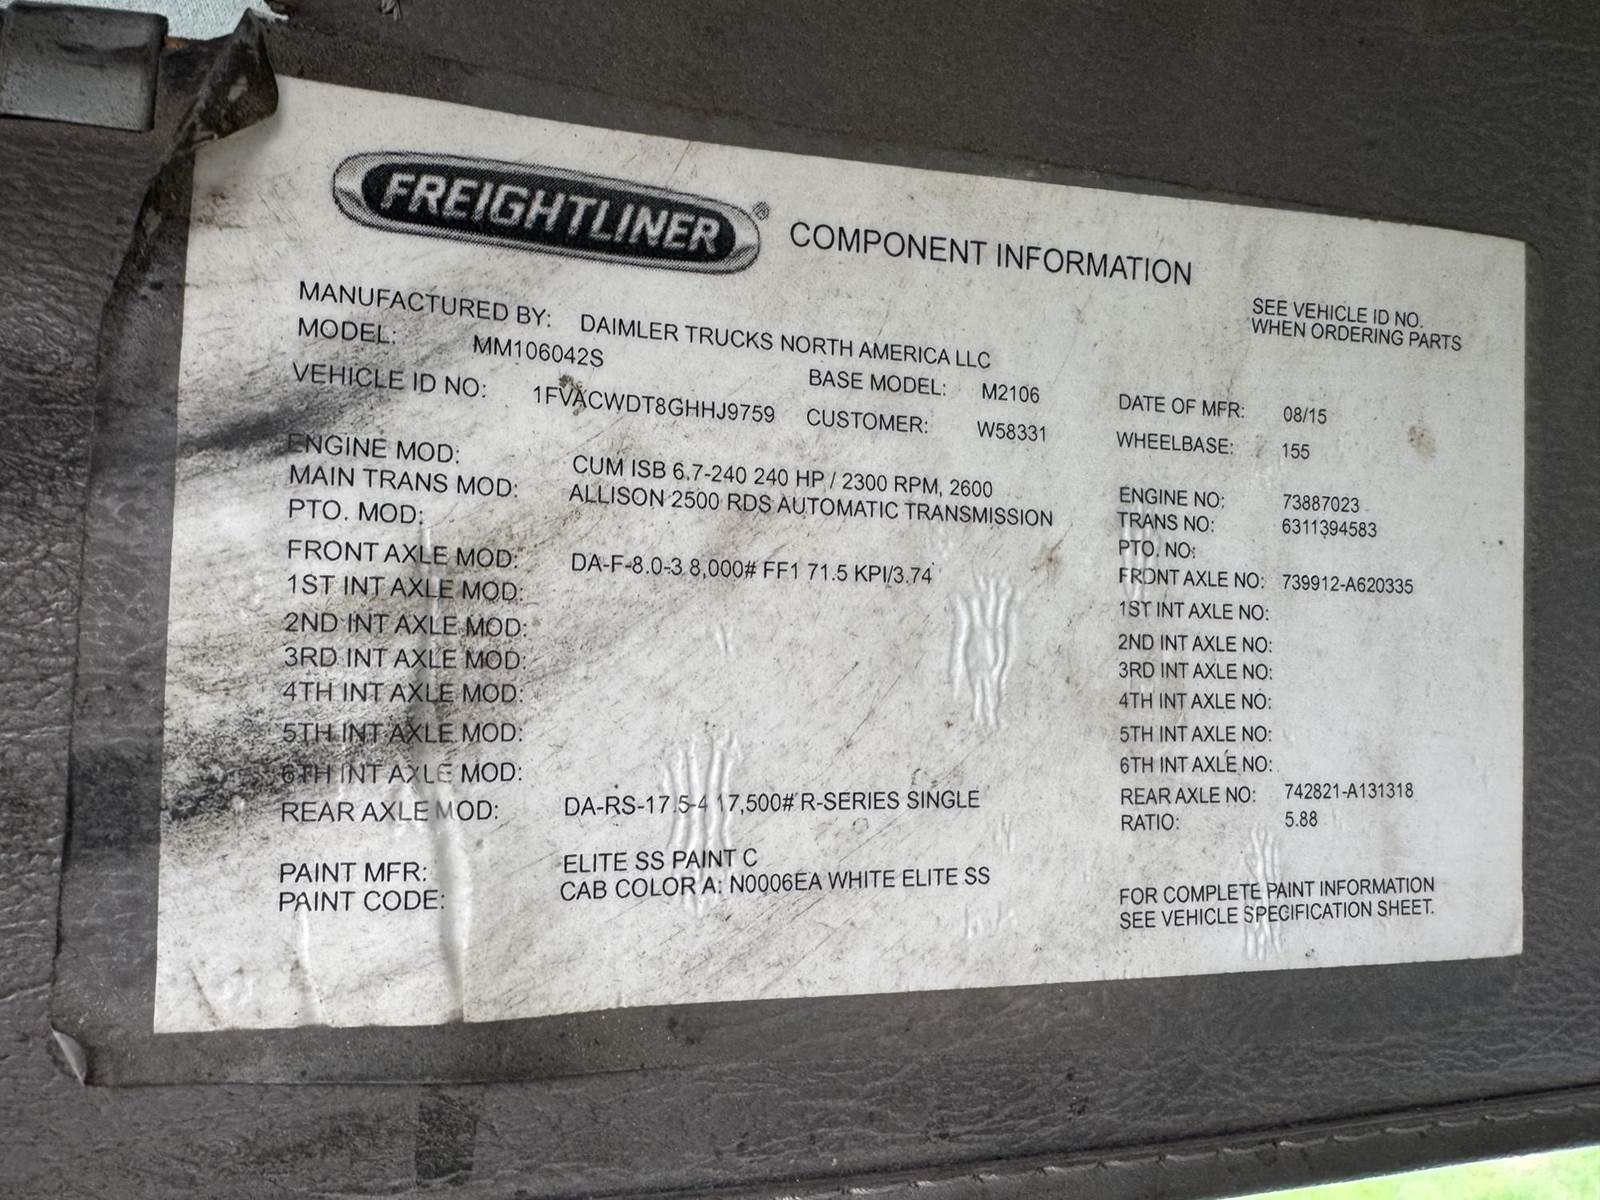 FREIGHTLINER® COMPONENT INFORMATION
SEE VEHICLE ID NO.
WHEN ORDERING PARTS
MANUFACTURED BY: DAIMLER TRUCKS NORTH AMERICA LLC
MODEL: MM106042S BASE MODEL: M2106 DATE OF MFR: 08/15
VEHICLE ID NO: 1FVACWDT8GHHJ9759 CUSTOMER: W58331 WHEELBASE: 155
ENGINE MOD: CUM ISB 6.7-240 240 HP / 2300 RPM, 2600 ENGINE NO: 73887023
MAIN TRANS MOD: ALLISON 2500 RDS AUTOMATIC TRANSMISSION TRANS NO: 6311394583
PTO. MOD: PTO. NO:
FRONT AXLE MOD: DA-F-8.0-3 8,000# FF1 71.5 KPI/3.74 FRONT AXLE NO: 739912-A620335
1ST INT AXLE MOD: 1ST INT AXLE NO:
2ND INT AXLE MOD: 2ND INT AXLE NO:
3RD INT AXLE MOD: 3RD INT AXLE NO:
4TH INT AXLE MOD: 4TH INT AXLE NO:
5TH INT AXLE MOD: 5TH INT AXLE NO:
6TH INT AXLE MOD: 6TH INT AXLE NO:
REAR AXLE MOD: DA-RS-17.5-4 17,500# R-SERIES SINGLE REAR AXLE NO: 742821-A131318
RATIO: 5.88
PAINT MFR: ELITE SS PAINT C
PAINT CODE: CAB COLOR A: N0006EA WHITE ELITE SS
FOR COMPLETE PAINT INFORMATION
SEE VEHICLE SPECIFICATION SHEET.